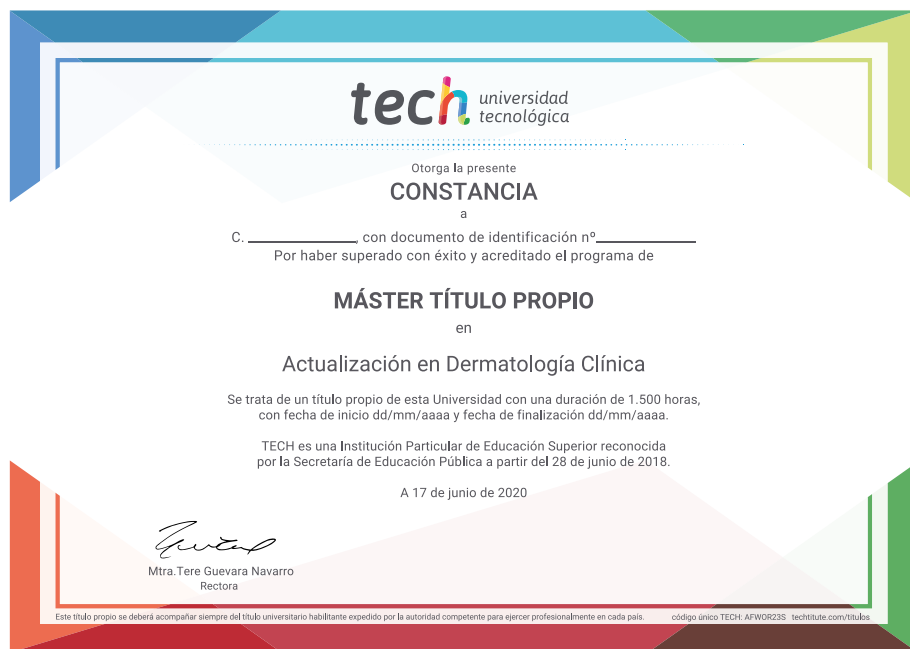 tech universidad
tecnológica
Otorga la presente
CONSTANCIA
a
C. ____________, con documento de identificación nº___________
Por haber superado con éxito y acreditado el programa de
MÁSTER TÍTULO PROPIO
en
Actualización en Dermatología Clínica
Se trata de un título propio de esta Universidad con una duración de 1.500 horas,
con fecha de inicio dd/mm/aaaa y fecha de finalización dd/mm/aaaa.
TECH es una Institución Particular de Educación Superior reconocida
por la Secretaría de Educación Pública a partir del 28 de junio de 2018.
A 17 de junio de 2020
Mtra.Tere Guevara Navarro
Rectora
Este título propio se deberá acompañar siempre del título universitario habilitante expedido por la autoridad competente para ejercer profesionalmente en cada país. código único TECH: AFWOR23S techtitute.com/titulos